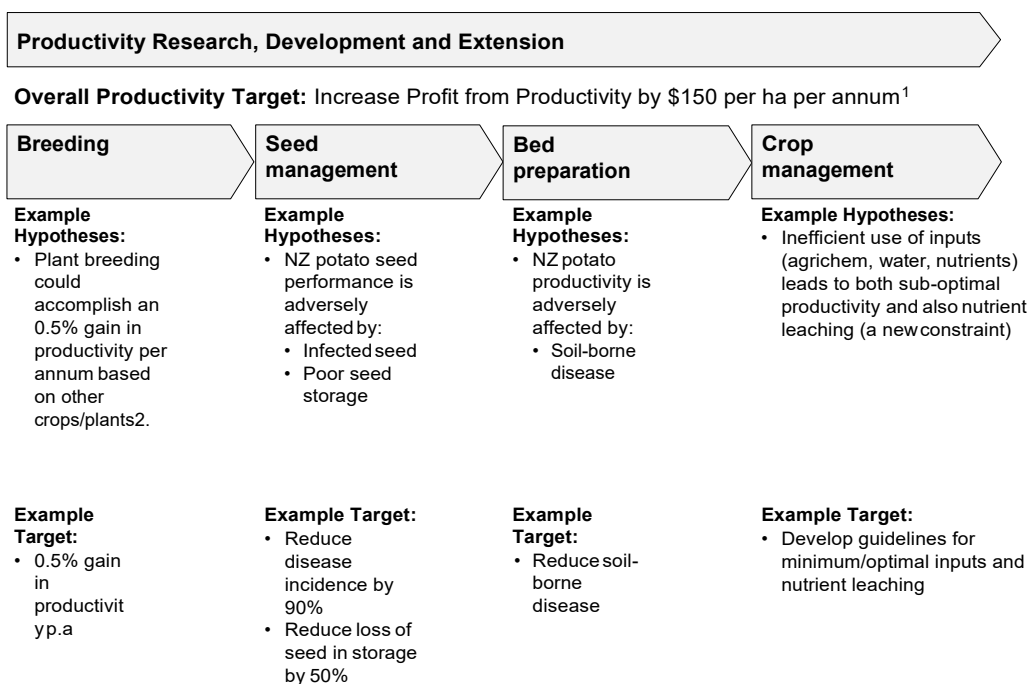 Productivity Research, Development and Extension
Overall Productivity Target: Increase Profit from Productivity by $150 per ha per annum1
Breeding
Seed
management
Bed
preparation
Crop
management
Example
Hypotheses:
• Plant breeding
could
accomplish an
0.5% gain in
productivity per
annum based
on other
crops/plants2.
Example
Hypotheses:
• NZ potato seed
performance is
adversely
affected by:
• Infected seed
• Poor seed
storage
Example
Hypotheses:
• NZ potato
productivity is
adversely
affected by:
• Soil-borne
disease
Example Hypotheses:
• Inefficient use of inputs
(agrichem, water, nutrients)
leads to both sub-optimal
productivity and also nutrient
leaching (a new constraint)
Example
Target:
• 0.5% gain
in
productivit
y p.a
Example Target:
• Reduce
disease
incidence by
90%
• Reduce loss of
seed in storage
by 50%
Example
Target:
• Reduce soil-
borne
disease
Example Target:
• Develop guidelines for
minimum/optimal inputs and
nutrient leaching